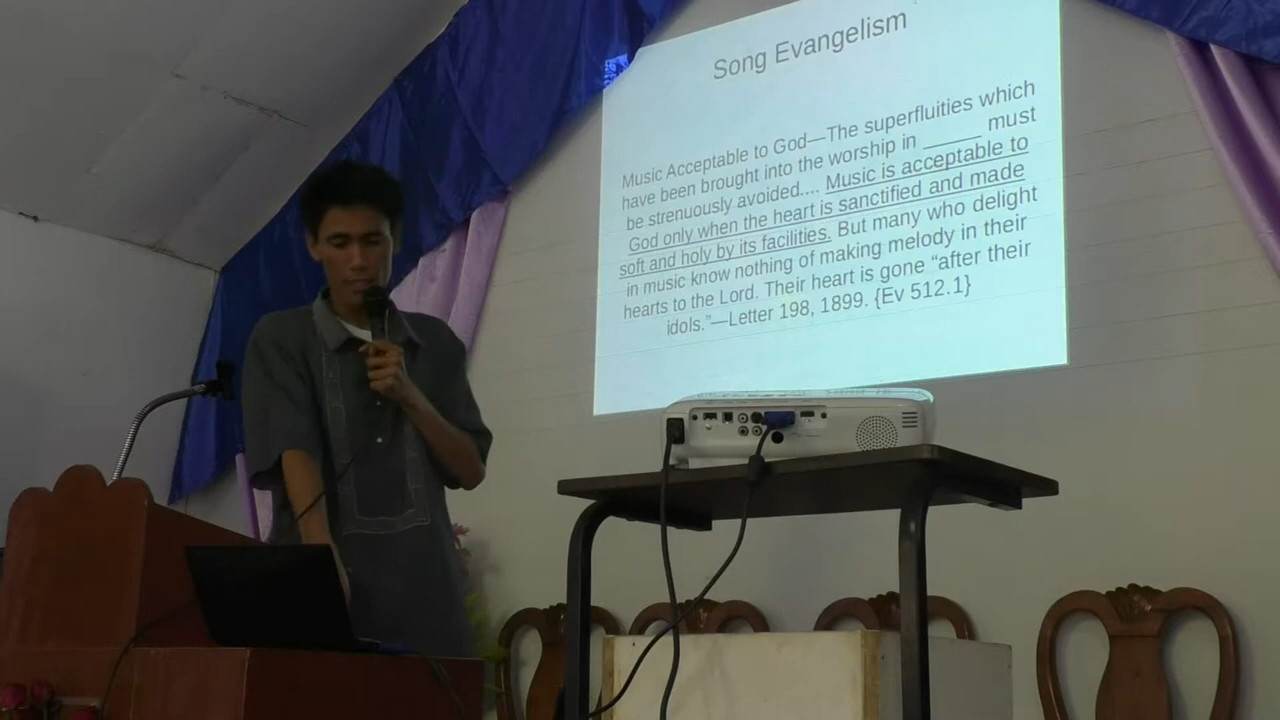 Song Evangelism
Music Acceptable to God—The superfluities which
have been brought into the worship in _____ must
be strenuously avoided.... Music is acceptable to
God only when the heart is sanctified and made
soft and holy by its facilities. But many who delight
in music know nothing of making melody in their
hearts to the Lord. Their heart is gone “after their
idols.”—Letter 198, 1899. {Ev 512.1}